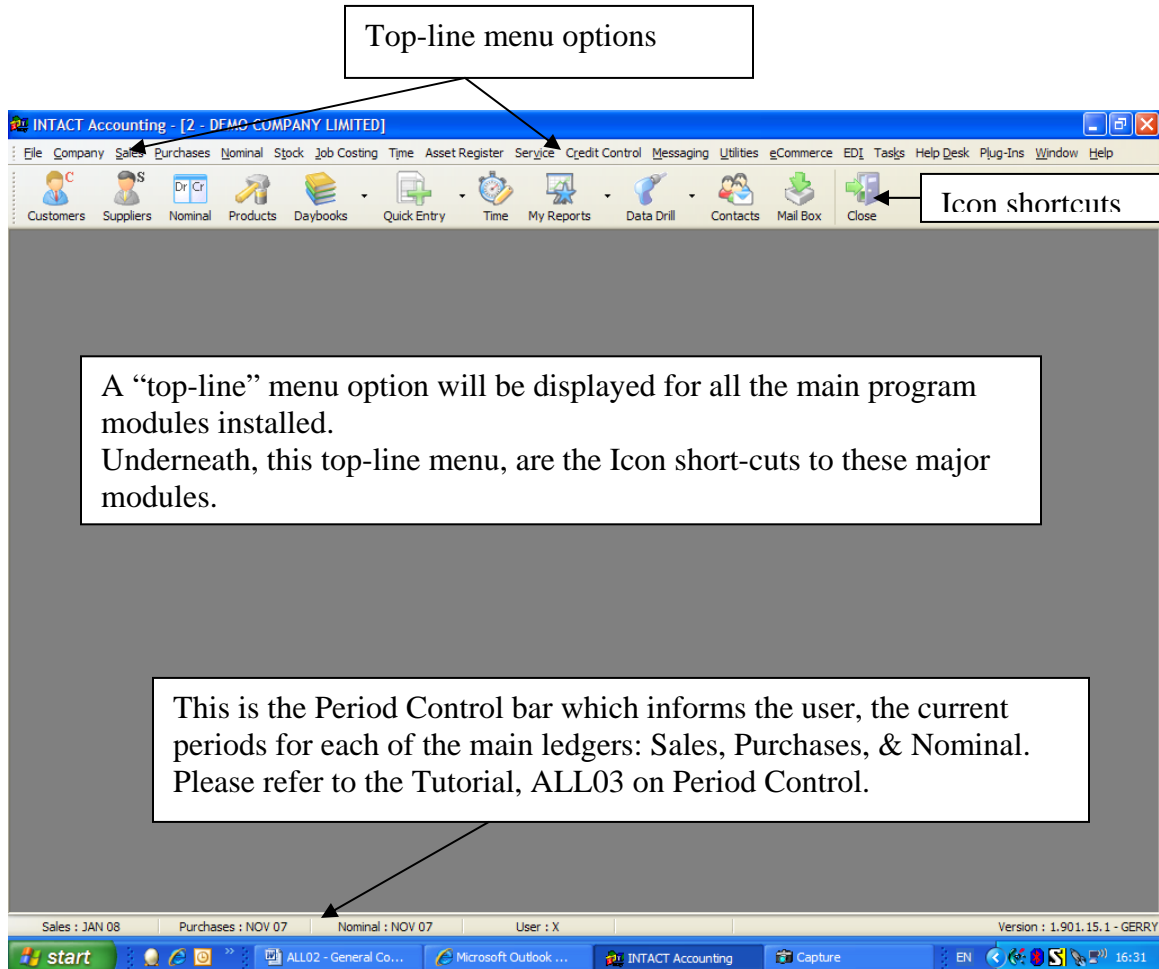 Top-line menu options
INTACT Accounting - [2 - DEMO COMPANY LIMITED]
File Company Sales Purchases Nominal Stock Job Costing Time Asset Register Service Credit Control Messaging Utilities eCommerce EDI Tasks Help Desk Plug-Ins Window Help
C S Dr Cr
Customers Suppliers Nominal Products Daybooks Quick Entry Time My Reports Data Drill Contacts Mail Box Close
Icon shortcuts
A “top-line” menu option will be displayed for all the main program
modules installed.
Underneath, this top-line menu, are the Icon short-cuts to these major
modules.
This is the Period Control bar which informs the user, the current
periods for each of the main ledgers: Sales, Purchases, & Nominal.
Please refer to the Tutorial, ALL03 on Period Control.
Sales : JAN 08 Purchases : NOV 07 Nominal : NOV 07 User : X Version : 1.901.15.1 - GERRY
start ALL02 - General Co... Microsoft Outlook ... INTACT Accounting Capture EN 16:31